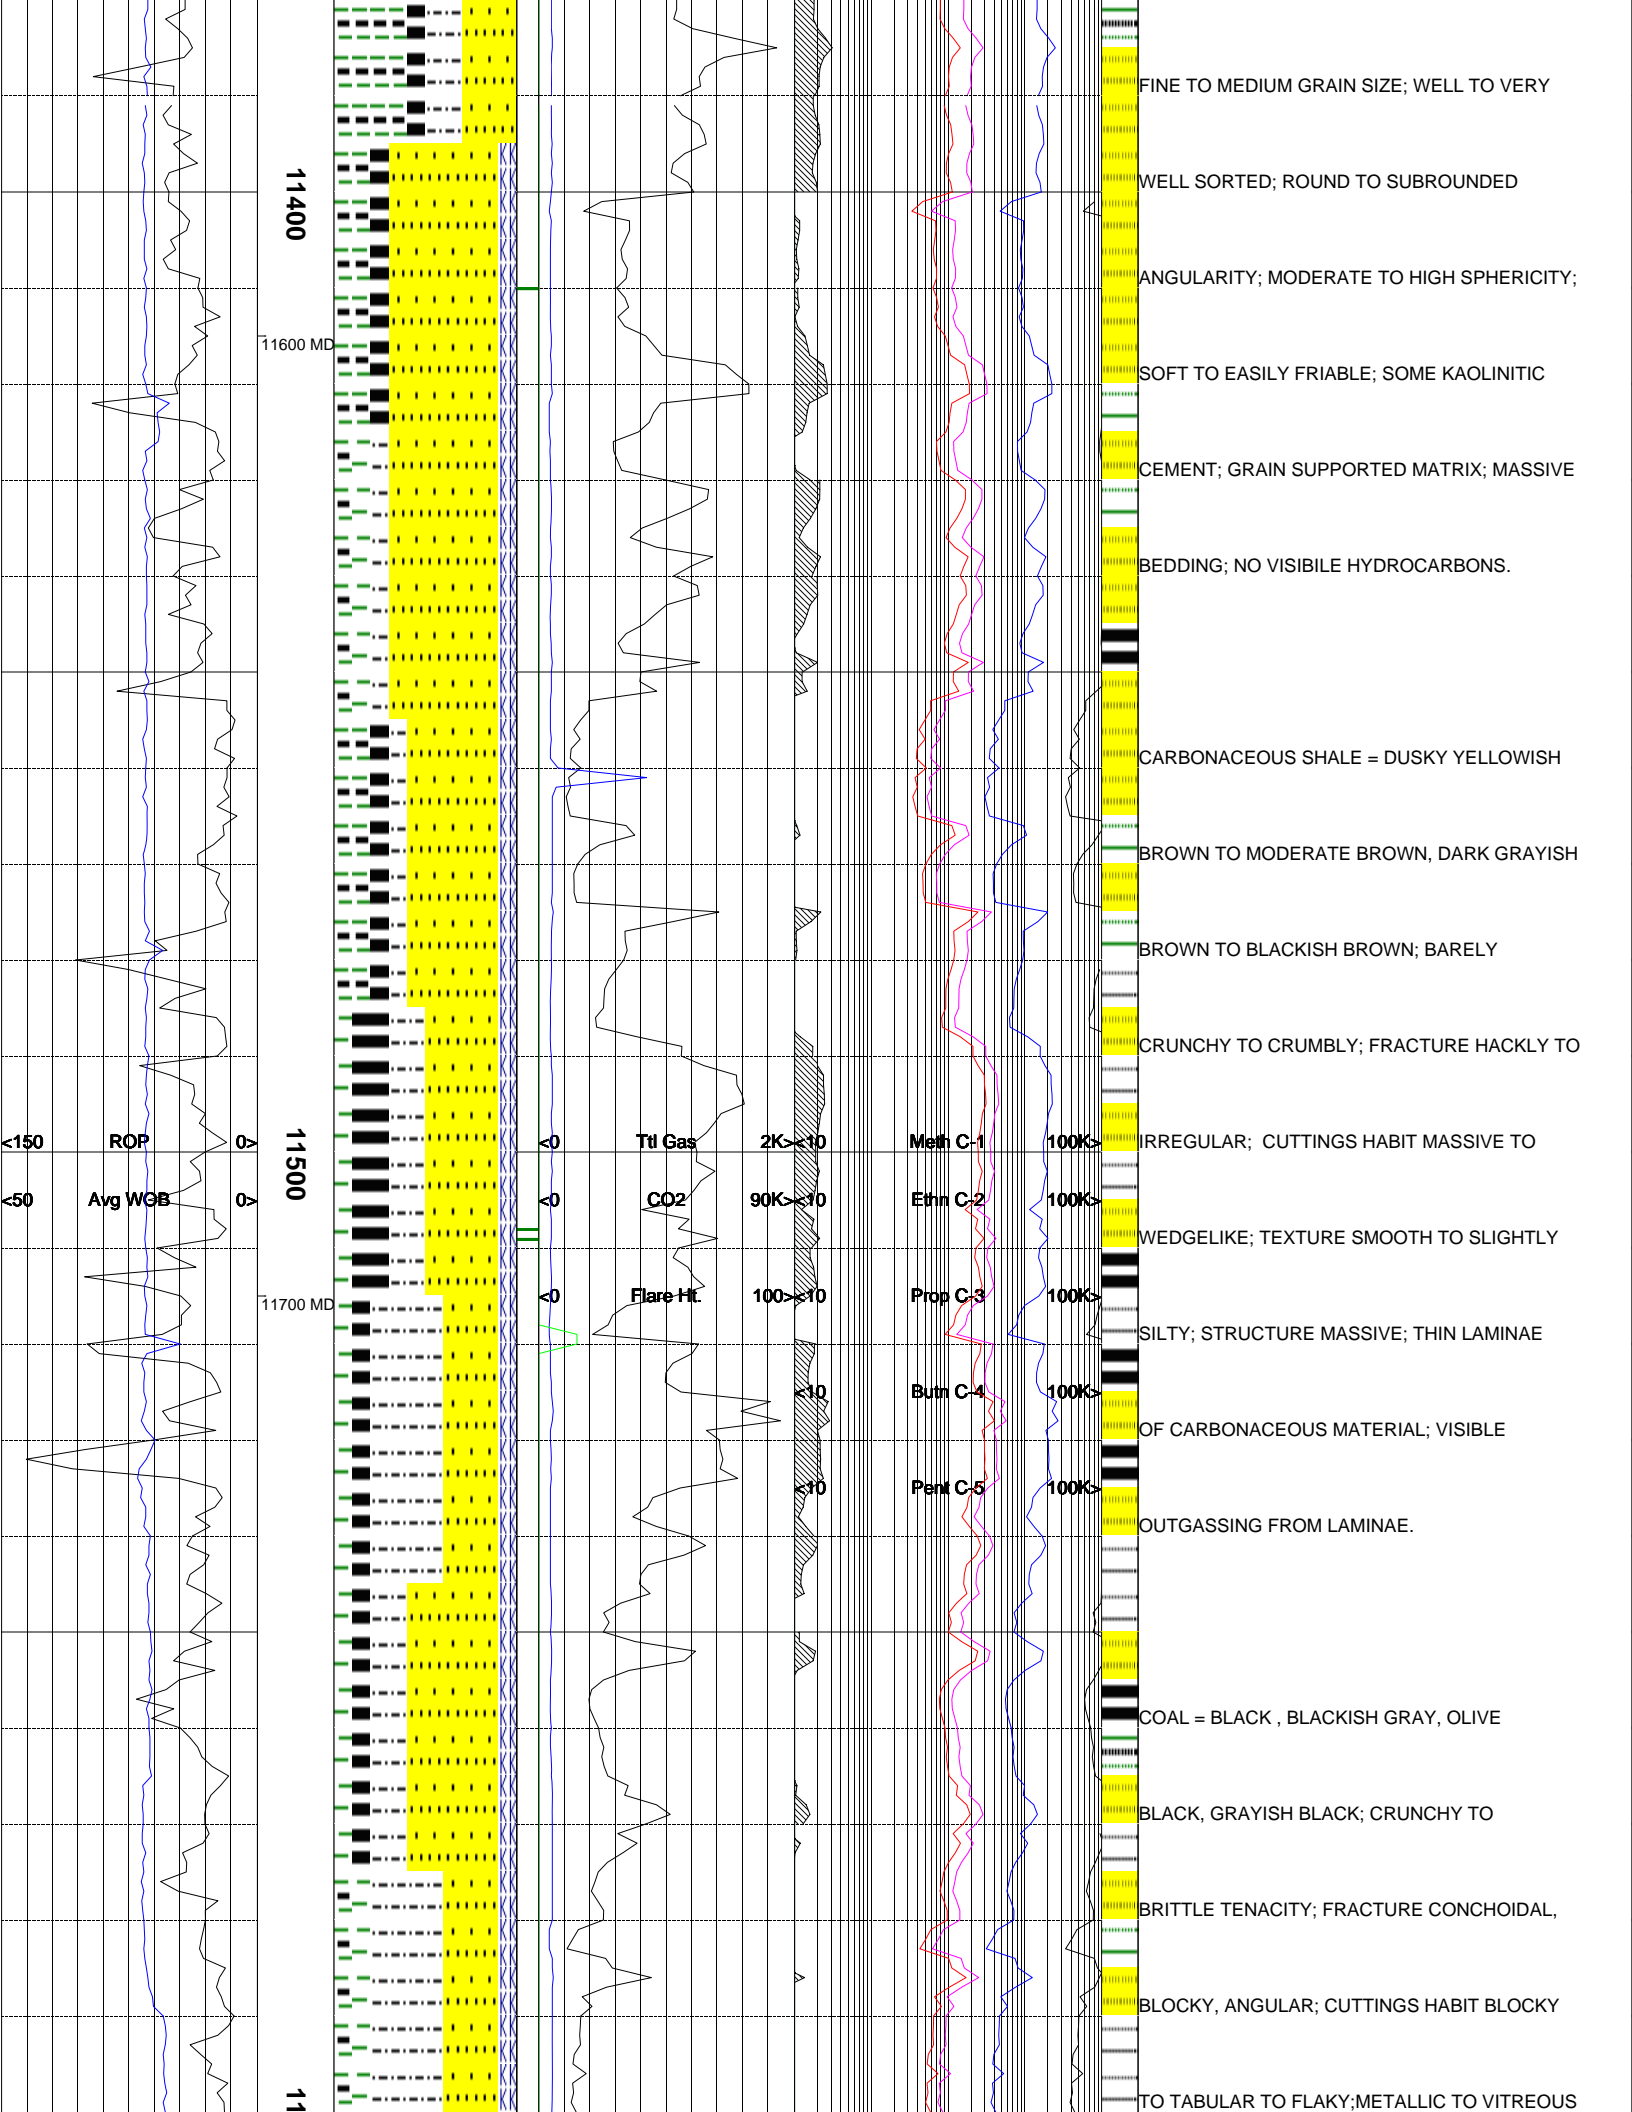 FINE TO MEDIUM GRAIN SIZE; WELL TO VERY
WELL SORTED; ROUND TO SUBROUNDED
11400
ANGULARITY; MODERATE TO HIGH SPHERICITY;
11600 MD
SOFT TO EASILY FRIABLE; SOME KAOLINITIC
CEMENT; GRAIN SUPPORTED MATRIX; MASSIVE
BEDDING; NO VISIBILE HYDROCARBONS.
CARBONACEOUS SHALE = DUSKY YELLOWISH
BROWN TO MODERATE BROWN, DARK GRAYISH
BROWN TO BLACKISH BROWN; BARELY
CRUNCHY TO CRUMBLY; FRACTURE HACKLY TO
<150 ROP 0> <0 Ttl Gas 2K> <10 Meth C-1 100K> IRREGULAR;  CUTTINGS HABIT MASSIVE TO
11500
<50 Avg WOB 0> <0 CO2 90K> <10 Ethn C-2 100K>
WEDGELIKE; TEXTURE SMOOTH TO SLIGHTLY
11700 MD <0 Flare Ht. 100> <10 Prop C-3 100K>
SILTY; STRUCTURE MASSIVE; THIN LAMINAE
<10 Butn C-4 100K>
OF CARBONACEOUS MATERIAL; VISIBLE
<10 Pent C-5 100K>
OUTGASSING FROM LAMINAE.
COAL = BLACK , BLACKISH GRAY, OLIVE
BLACK, GRAYISH BLACK; CRUNCHY TO
BRITTLE TENACITY; FRACTURE CONCHOIDAL,
BLOCKY, ANGULAR; CUTTINGS HABIT BLOCKY
TO TABULAR TO FLAKY;METALLIC TO VITREOUS